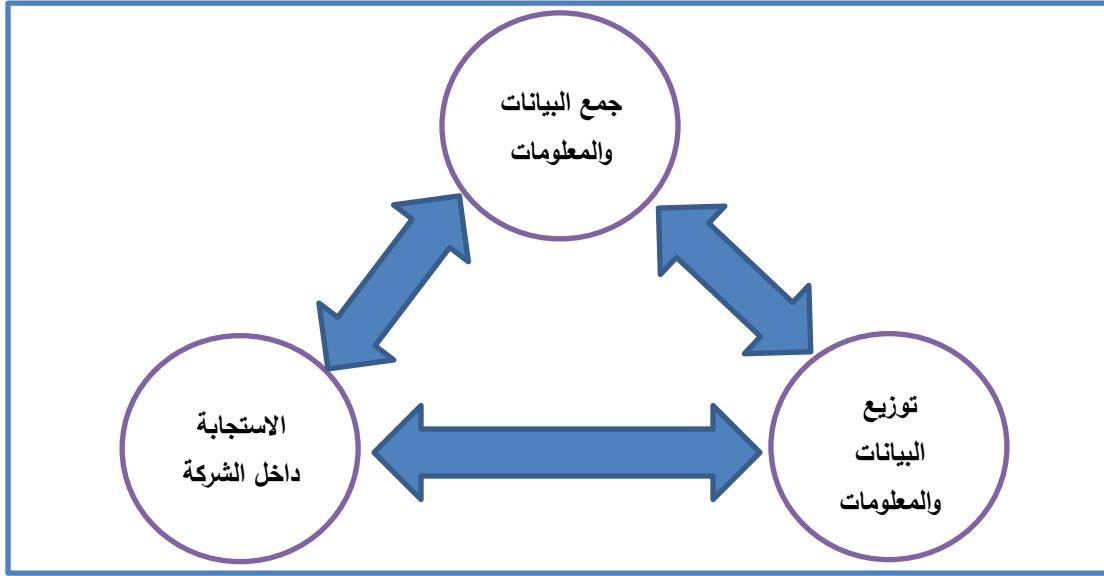 جمع البيانات
والمعلومات
توزيع
البيانات
والمعلومات
الاستجابة
داخل الشركة